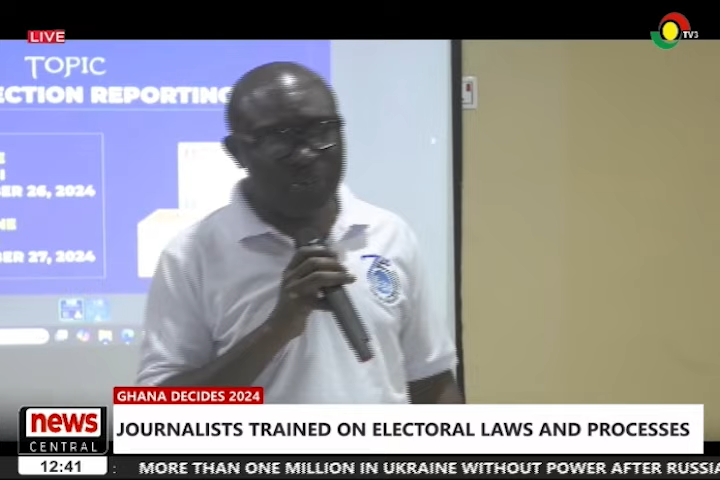 LIVE
TV3
TOPIC
ECTION REPORTING
BER 26, 2024
BER 27, 2024
75
GHANA DECIDES 2024
news
CENTRAL
JOURNALISTS TRAINED ON ELECTORAL LAWS AND PROCESSES
12:41
: MORE THAN ONE MILLION IN UKRAINE WITHOUT POWER AFTER RUSSIA